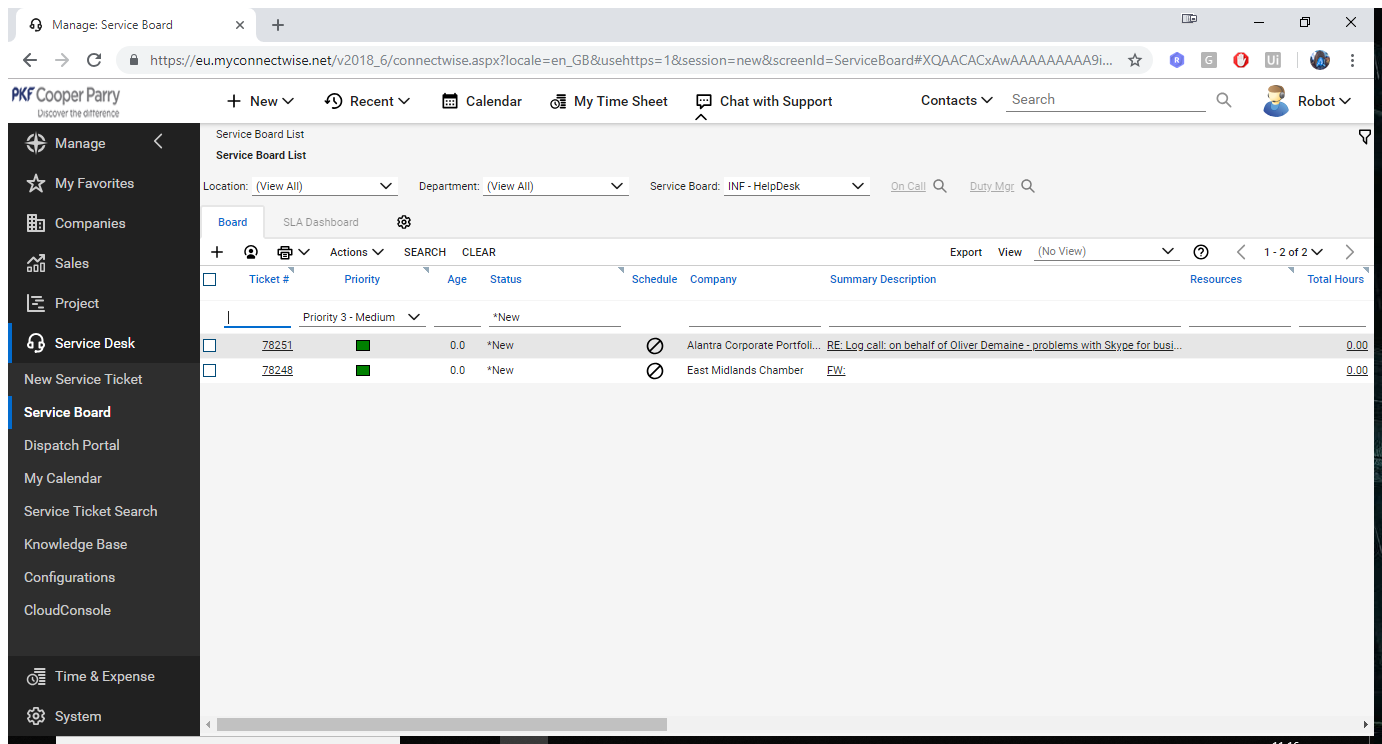 Manage: Service Board
https://eu.myconnectwise.net/v2018_6/connectwise.aspx?locale=en_GB&usehttps=1&session=new&screenId=ServiceBoard#XQAACACxAwAAAAAAAAA9i...
PKF Cooper Parry
Discover the difference
New Recent Calendar My Time Sheet Chat with Support Contacts Search Robot
Manage
My Favorites
Companies
Sales
Project
Service Desk
New Service Ticket
Service Board
Dispatch Portal
My Calendar
Service Ticket Search
Knowledge Base
Configurations
CloudConsole
Time & Expense
System
Service Board List
Service Board List
Location: (View All) Department: (View All) Service Board: INF - HelpDesk On Call Duty Mgr
Board SLA Dashboard
Actions SEARCH CLEAR Export View (No View) 1 - 2 of 2
Ticket # Priority Age Status Schedule Company Summary Description Resources Total Hours
Priority 3 - Medium *New
78251 0.0 *New Alantra Corporate Portfoli... RE: Log call: on behalf of Oliver Demaine - problems with Skype for busi... 0.00
78248 0.0 *New East Midlands Chamber FW: 0.00